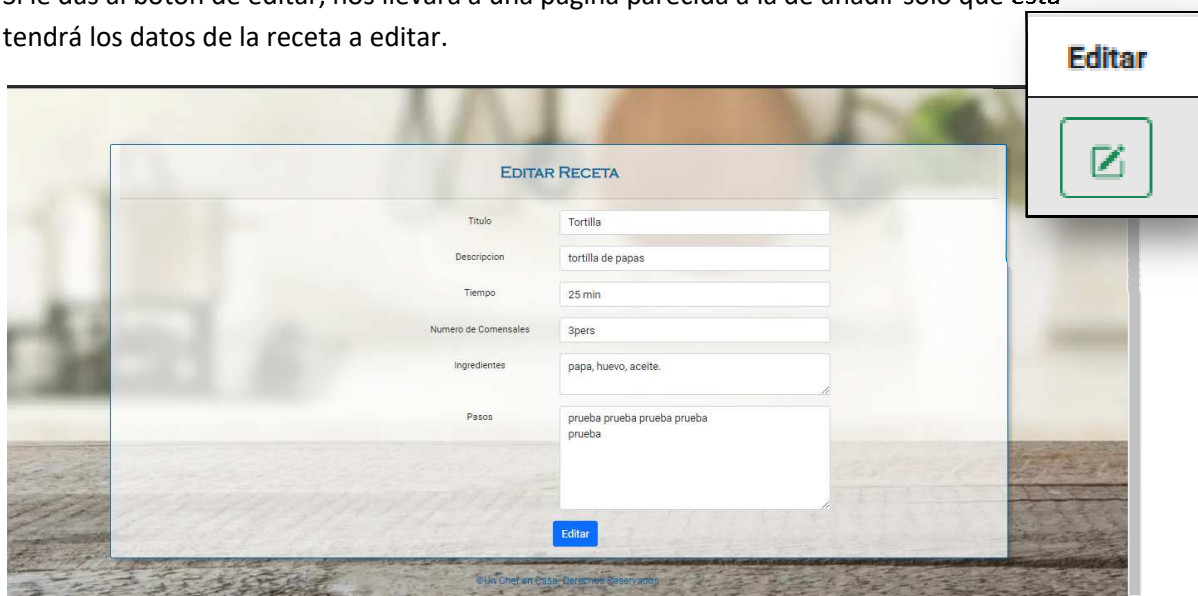 Si le das al botón de editar, nos llevará a una página parecida a la de añadir solo que esta
tendrá los datos de la receta a editar.
Editar
EDITAR RECETA
Titulo
Tortilla
Descripcion
tortilla de papas
Tiempo
25 min
Numero de Comensales
3pers
Ingredientes
papa, huevo, aceite.
Pasos
prueba prueba prueba prueba
prueba
Editar
©Un Chef en Casa. Derechos Reservados